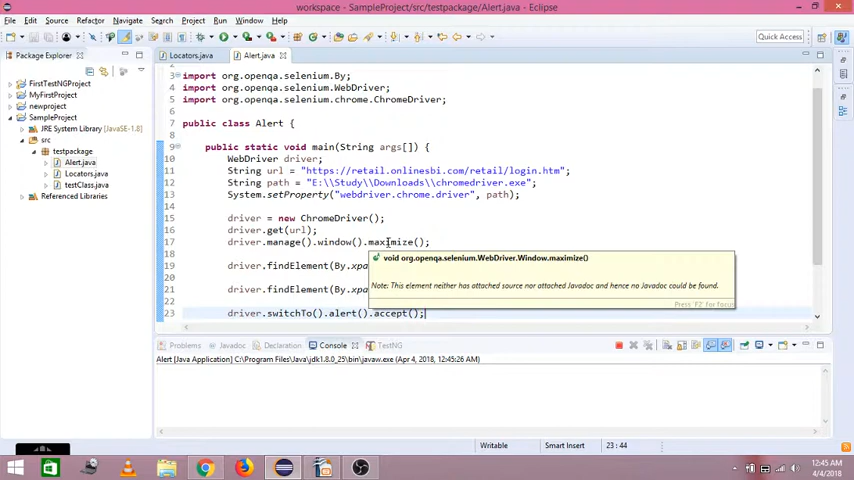 workspace - SampleProject/src/testpackage/Alert.java - Eclipse
File Edit Source Refactor Navigate Search Project Run Window Help
Quick Access
Package Explorer
Locators.java
Alert.java
FirstTestNGProject
MyFirstProject
newproject
SampleProject
JRE System Library [JavaSE-1.8]
src
testpackage
Alert.java
Locators.java
testClass.java
Referenced Libraries
3 import org.openqa.selenium.By;
4 import org.openqa.selenium.WebDriver;
5 import org.openqa.selenium.chrome.ChromeDriver;
6
7 public class Alert {
8
9 public static void main(String args[]) {
10 WebDriver driver;
11 String url = "https://retail.onlinesbi.com/retail/login.htm";
12 String path = "E:\\Study\\Downloads\\chromedriver.exe";
13 System.setProperty("webdriver.chrome.driver", path);
14
15 driver = new ChromeDriver();
16 driver.get(url);
17 driver.manage().window().maximize();
18
19 driver.findElement(By.xpa
20
21 driver.findElement(By.xpa
22
23 driver.switchTo().alert().accept();
void org.openqa.selenium.WebDriver.Window.maximize()
Note: This element neither has attached source nor attached Javadoc and hence no Javadoc could be found.
Press 'F2' for focus
Problems Javadoc Declaration Console TestNG
Alert [Java Application] C:\Program Files\Java\jdk1.8.0_25\bin\javaw.exe (Apr 4, 2018, 12:45:26 AM)
Writable Smart Insert 23 : 44
12:45 AM
4/4/2018